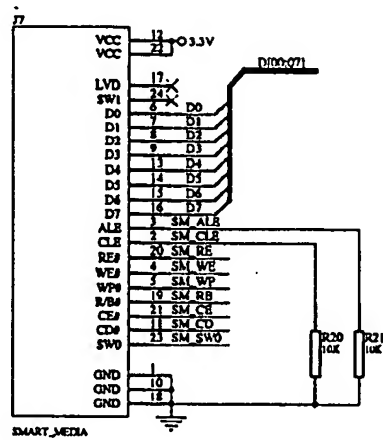 J7
VCC 12 3.3V
VCC 22
D[00:07]
LVD 17
SW1 24
D0 6 D0
D1 7 D1
D2 8 D2
D3 9 D3
D4 13 D4
D5 14 D5
D6 15 D6
D7 16 D7
ALE 3 SM_ALE
CLE 2 SM_CLE
RE# 20 SM_RE
WE# 4 SM_WE
WP# 5 SM_WP
R/B# 19 SM_RB
CE# 21 SM_CE
CD# 11 SM_CD
SW0 23 SM_SW0
R20 R21
10K 10K
GND 1
GND 10
GND 18
SMART_MEDIA